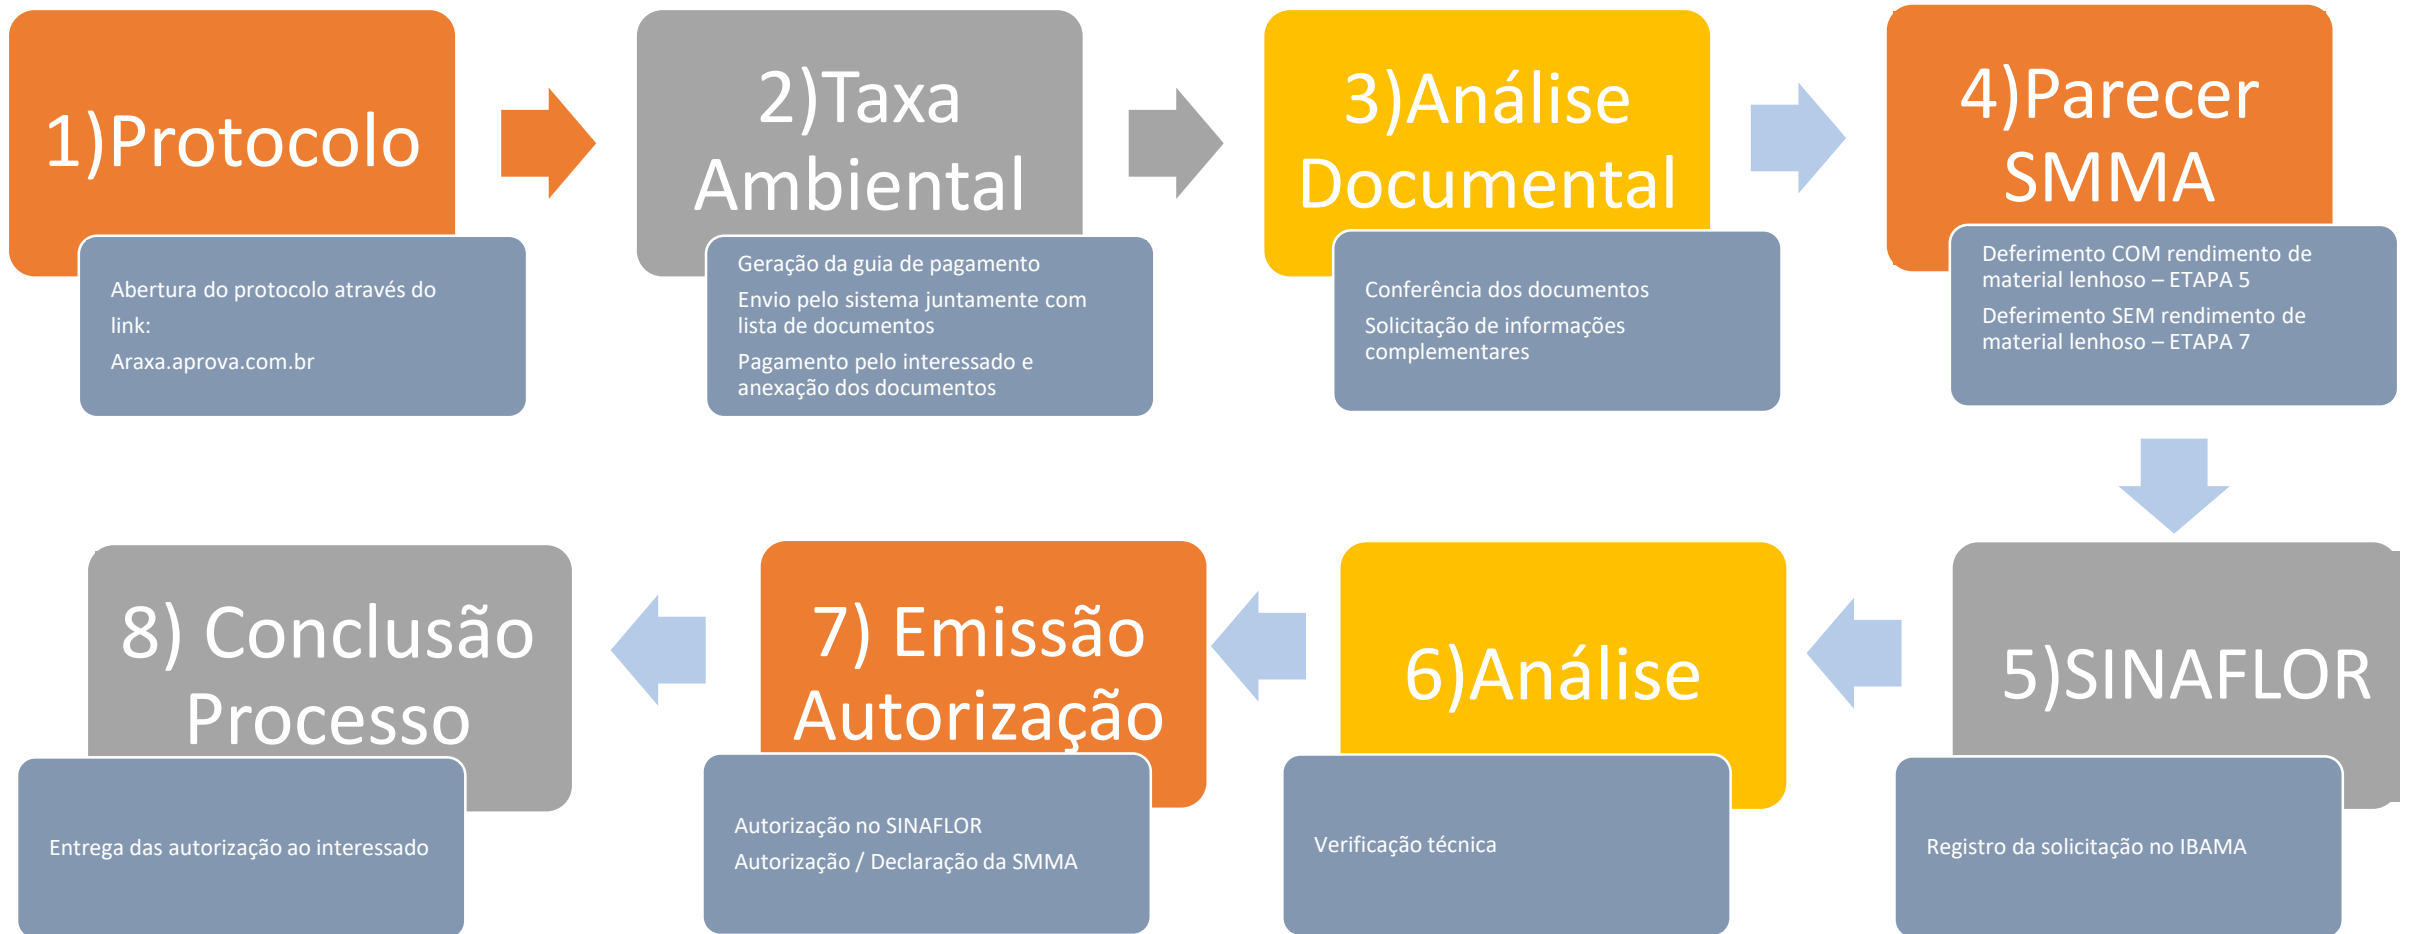 1)Protocolo
Abertura do protocolo através do
link:
Araxa.aprova.com.br
2)Taxa
Ambiental
Geração da guia de pagamento
Envio pelo sistema juntamente com
lista de documentos
Pagamento pelo interessado e
anexação dos documentos
3)Análise
Documental
Conferência dos documentos
Solicitação de informações
complementares
4)Parecer
SMMA
Deferimento COM rendimento de
material lenhoso – ETAPA 5
Deferimento SEM rendimento de
material lenhoso – ETAPA 7
5)SINAFLOR
Registro da solicitação no IBAMA
6)Análise
Verificação técnica
7) Emissão
Autorização
Autorização no SINAFLOR
Autorização / Declaração da SMMA
8) Conclusão
Processo
Entrega das autorização ao interessado